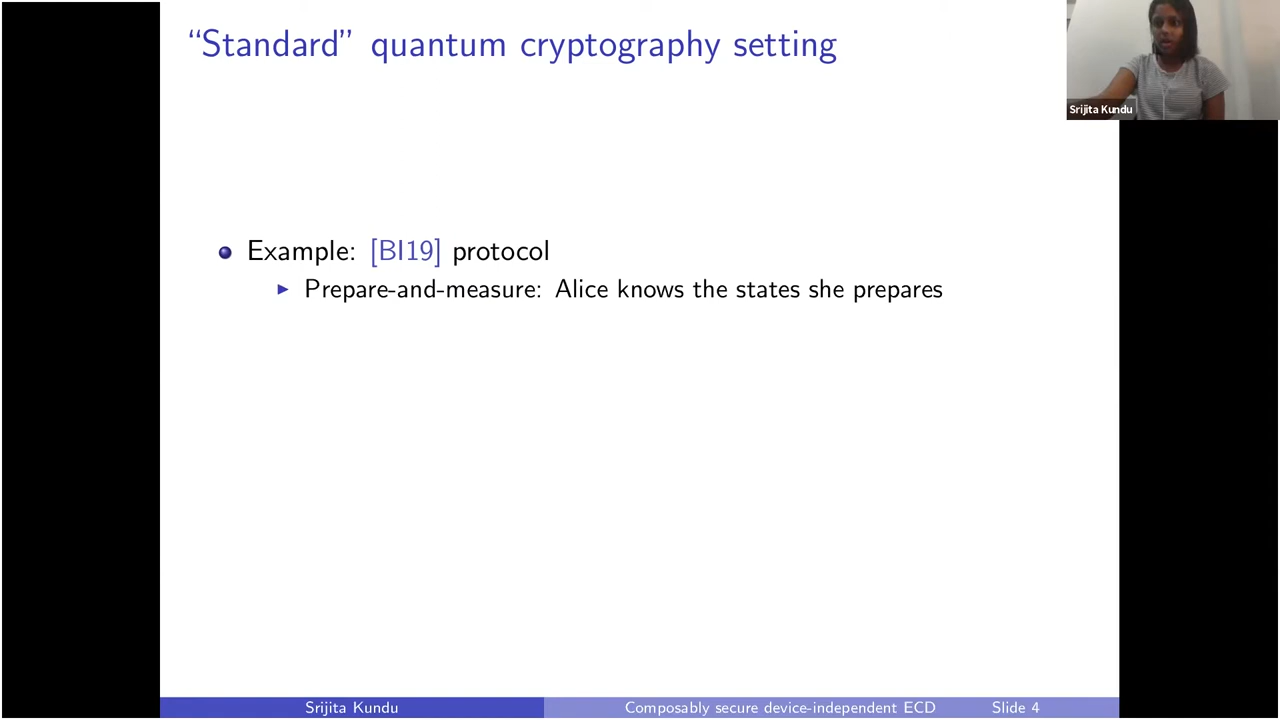 “Standard” quantum cryptography setting
Srijita Kundu
Example: [BI19] protocol
Prepare-and-measure: Alice knows the states she prepares
Srijita Kundu
Composably secure device-independent ECD
Slide 4